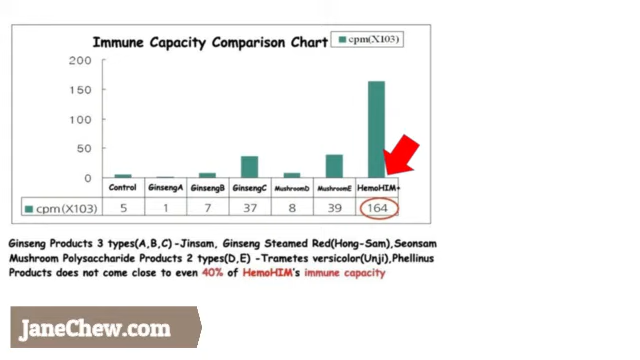 Immune Capacity Comparison Chart
cpm(X103)
200
150
100
50
0
Control GinsengA GinsengB GinsengC MushroomD MushroomE HemoHIM+
cpm(X103) 5 1 7 37 8 39 164
Ginseng Products 3 types(A,B,C)-Jinsam, Ginseng Steamed Red(Hong-Sam),Seonsam
Mushroom Polysaccharide Products 2 types(D,E) -Trametes versicolor(Unji),Phellinus
Products does not come close to even 40% of HemoHIM's immune capacity
JaneChew.com